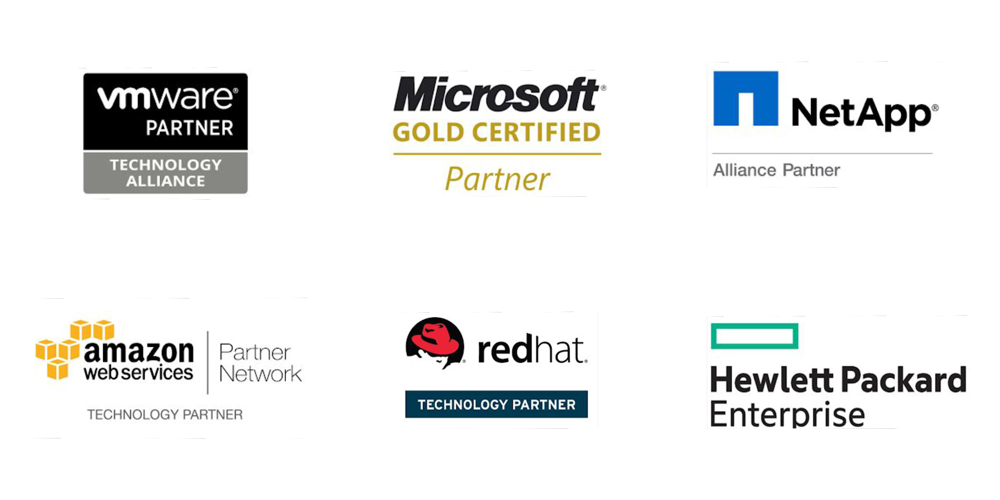 vmware®
PARTNER
TECHNOLOGY
ALLIANCE
Microsoft®
GOLD CERTIFIED
Partner
NetApp®
Alliance Partner
amazon
web services
Partner
Network
TECHNOLOGY PARTNER
redhat.
TECHNOLOGY PARTNER
Hewlett Packard
Enterprise